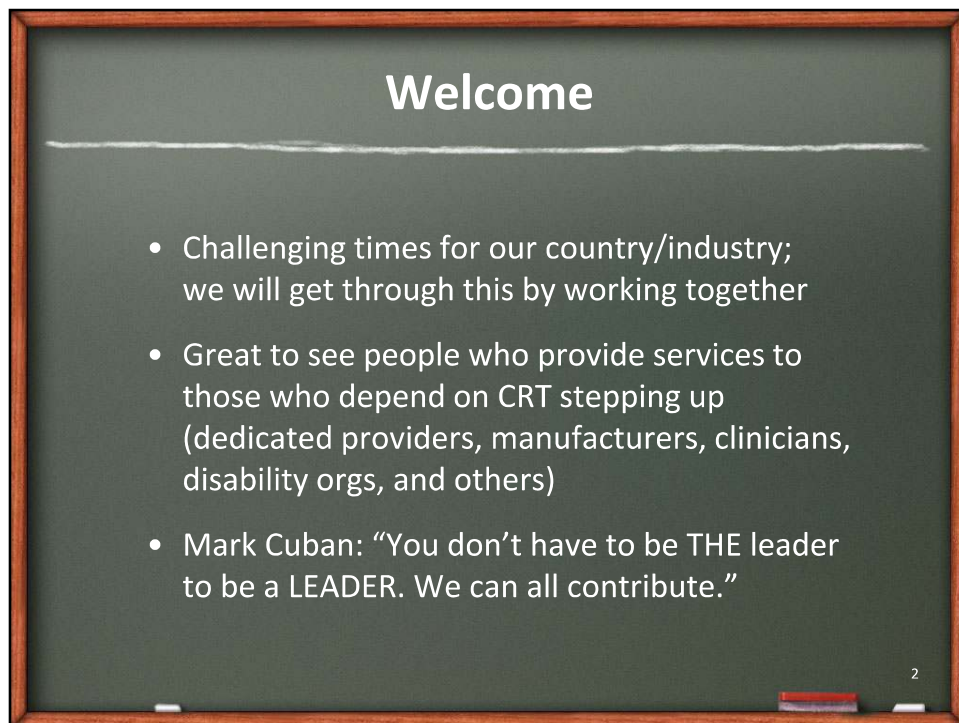 Welcome
• Challenging times for our country/industry;
we will get through this by working together
• Great to see people who provide services to
those who depend on CRT stepping up
(dedicated providers, manufacturers, clinicians,
disability orgs, and others)
• Mark Cuban: “You don’t have to be THE leader
to be a LEADER. We can all contribute.”
2